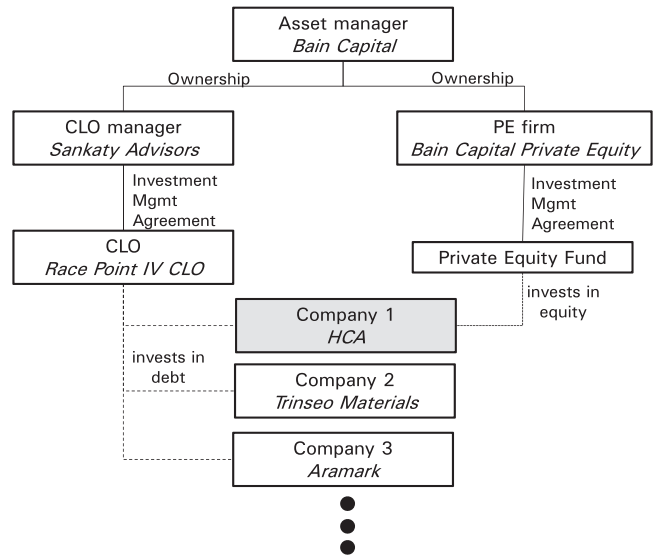 Asset manager
Bain Capital
Ownership
Ownership
CLO manager
Sankaty Advisors
PE firm
Bain Capital Private Equity
Investment
Mgmt
Agreement
Investment
Mgmt
Agreement
CLO
Race Point IV CLO
Private Equity Fund
invests in
equity
Company 1
HCA
invests in
debt
Company 2
Trinseo Materials
Company 3
Aramark